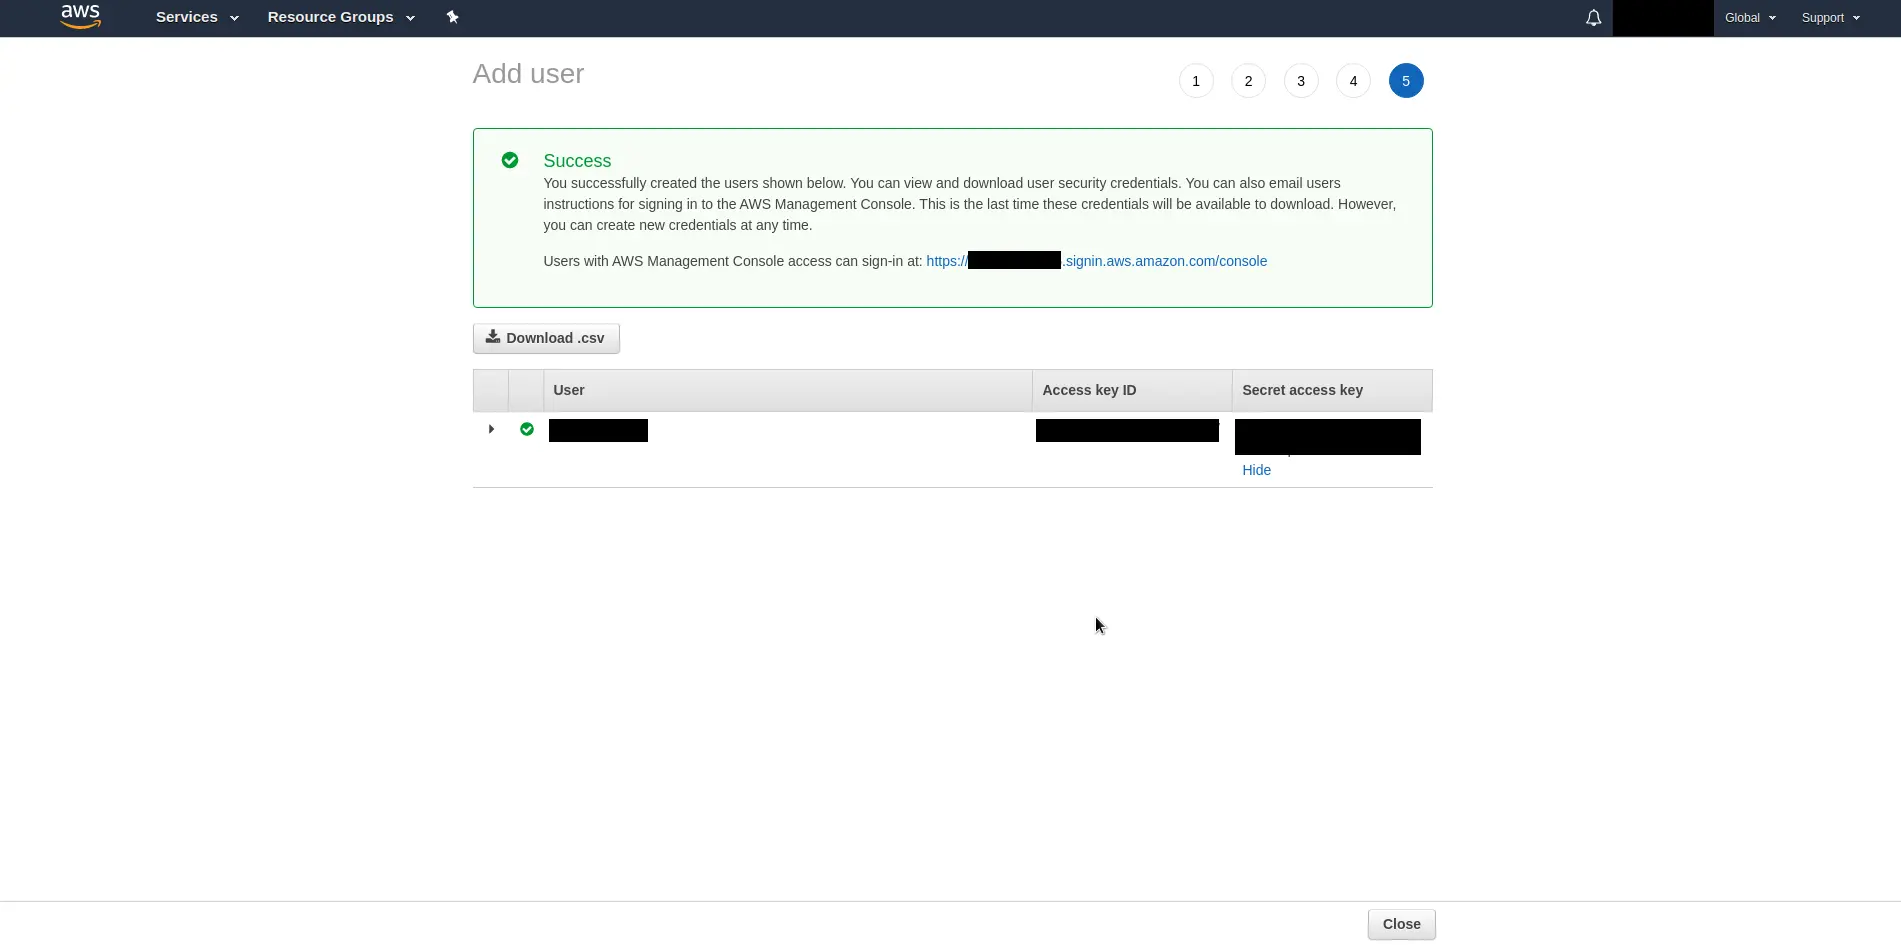 aws Services Resource Groups Global Support
Add user 1 2 3 4 5
Success
You successfully created the users shown below. You can view and download user security credentials. You can also email users
instructions for signing in to the AWS Management Console. This is the last time these credentials will be available to download. However,
you can create new credentials at any time.
Users with AWS Management Console access can sign-in at: https:// .signin.aws.amazon.com/console
Download .csv
User Access key ID Secret access key
Hide
Close